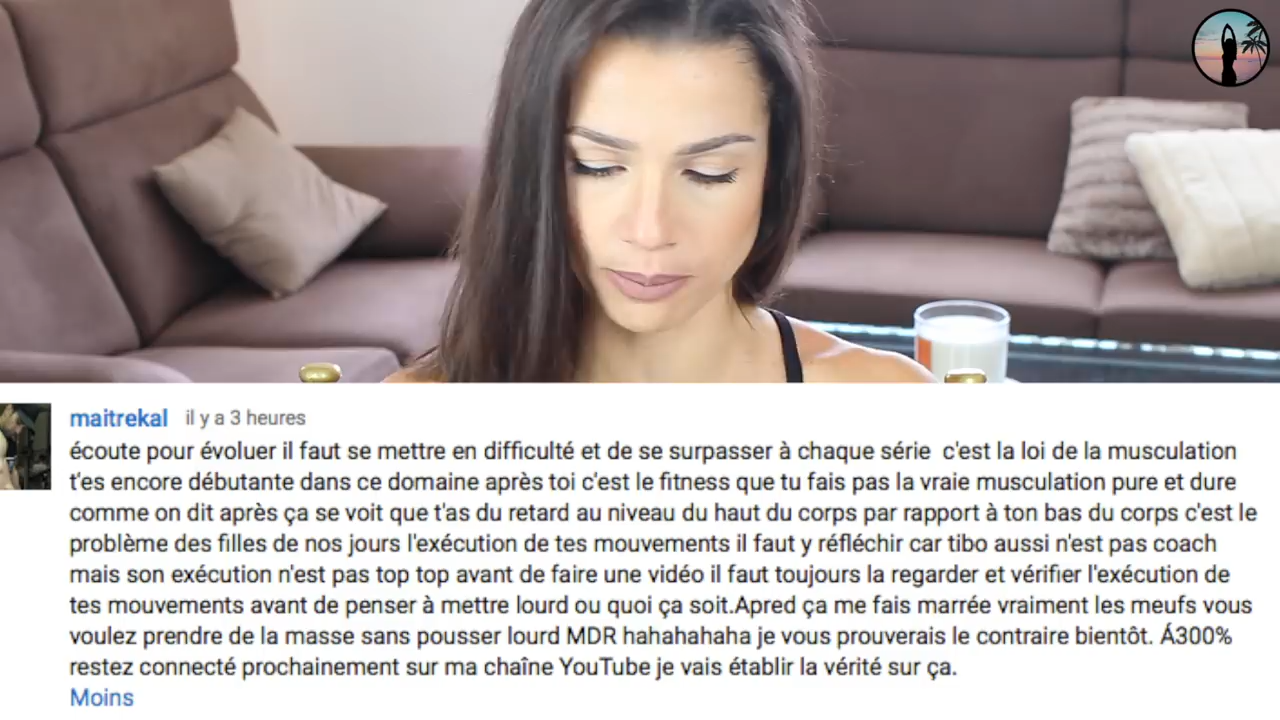 maitrekal il y a 3 heures
écoute pour évoluer il faut se mettre en difficulté et de se surpasser à chaque série  c'est la loi de la musculation
t'es encore débutante dans ce domaine après toi c'est le fitness que tu fais pas la vraie musculation pure et dure
comme on dit après ça se voit que t'as du retard au niveau du haut du corps par rapport à ton bas du corps c'est le
problème des filles de nos jours l'exécution de tes mouvements il faut y réfléchir car tibo aussi n'est pas coach
mais son exécution n'est pas top top avant de faire une vidéo il faut toujours la regarder et vérifier l'exécution de
tes mouvements avant de penser à mettre lourd ou quoi ça soit.Apred ça me fais marrée vraiment les meufs vous
voulez prendre de la masse sans pousser lourd MDR hahahahaha je vous prouverais le contraire bientôt. Á300%
restez connecté prochainement sur ma chaîne YouTube je vais établir la vérité sur ça.
Moins